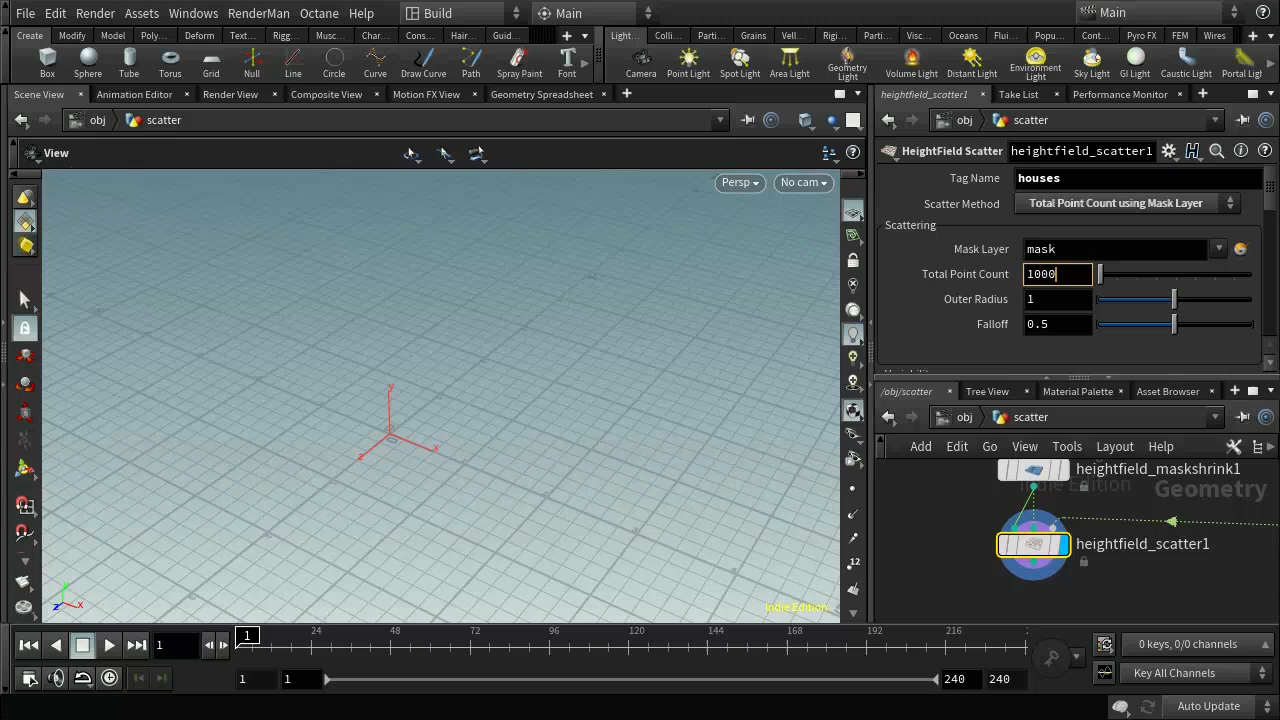 File Edit Render Assets Windows RenderMan Octane Help Build Main Main
Create Modify Model Poly... Deform Text... Rigg... Musc... Char... Cons... Hair... Guid... Light... Colli... Parti... Grains Vell... Rigi... Parti... Visc... Oceans Flui... Popu... Cont... Pyro FX FEM Wires
Box Sphere Tube Torus Grid Null Line Circle Curve Draw Curve Path Spray Paint Font Camera Point Light Spot Light Area Light Geometry Light Volume Light Distant Light Environment Light Sky Light GI Light Caustic Light Portal Lig
Scene View Animation Editor Render View Composite View Motion FX View Geometry Spreadsheet
obj scatter
View
Persp No cam
y
x
z
y
z x
Indie Edition
heightfield_scatter1 Take List Performance Monitor
obj scatter
HeightField Scatter heightfield_scatter1
Tag Name houses
Scatter Method Total Point Count using Mask Layer
Scattering
Mask Layer mask
Total Point Count 1000
Outer Radius 1
Falloff 0.5
/obj/scatter Tree View Material Palette Asset Browser
obj scatter
Add Edit Go View Tools Layout Help
heightfield_maskshrink1
Indie Edition Geometry
heightfield_scatter1
12
1 1 24 48 72 96 120 144 168 192 216
0 keys, 0/0 channels
1 1 240 240 Key All Channels
Auto Update